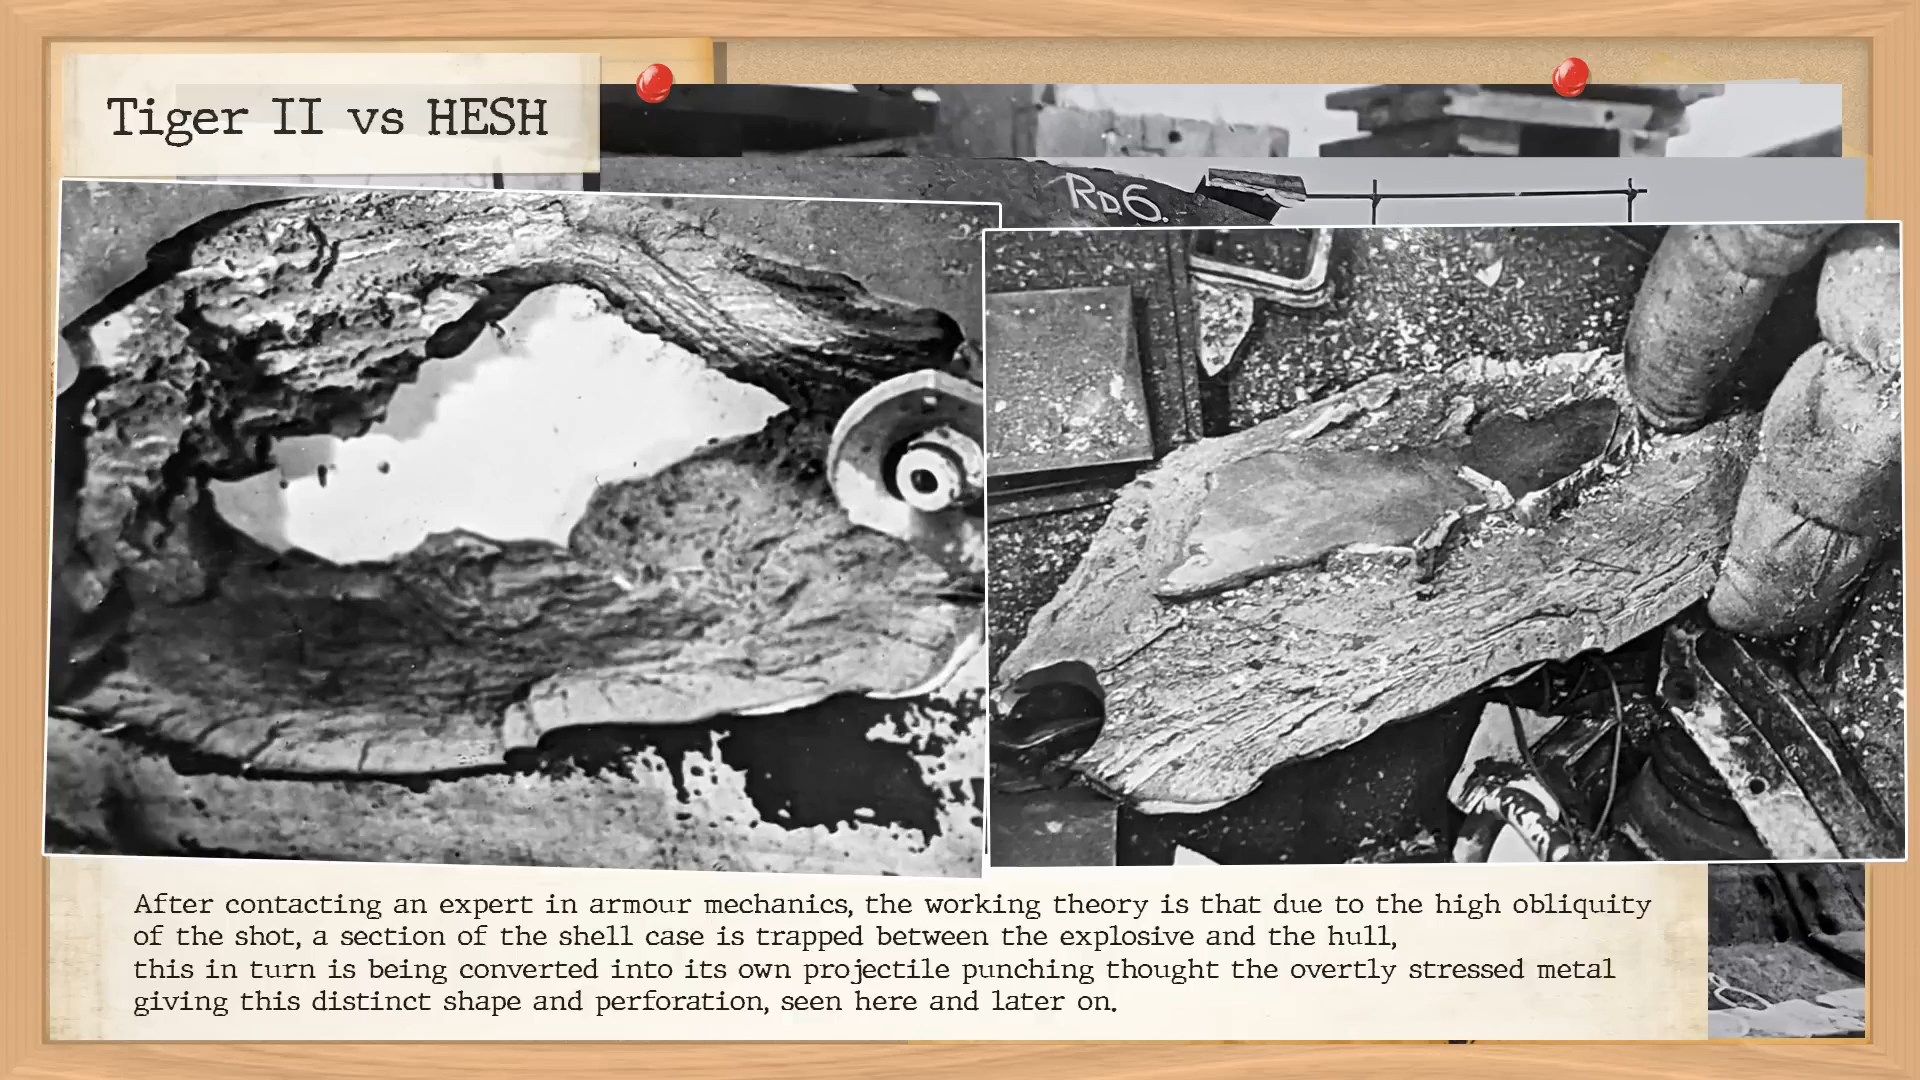 Tiger II vs HESH
RD6.
After contacting an expert in armour mechanics, the working theory is that due to the high obliquity
of the shot, a section of the shell case is trapped between the explosive and the hull,
this in turn is being converted into its own projectile punching thought the overtly stressed metal
giving this distinct shape and perforation, seen here and later on.